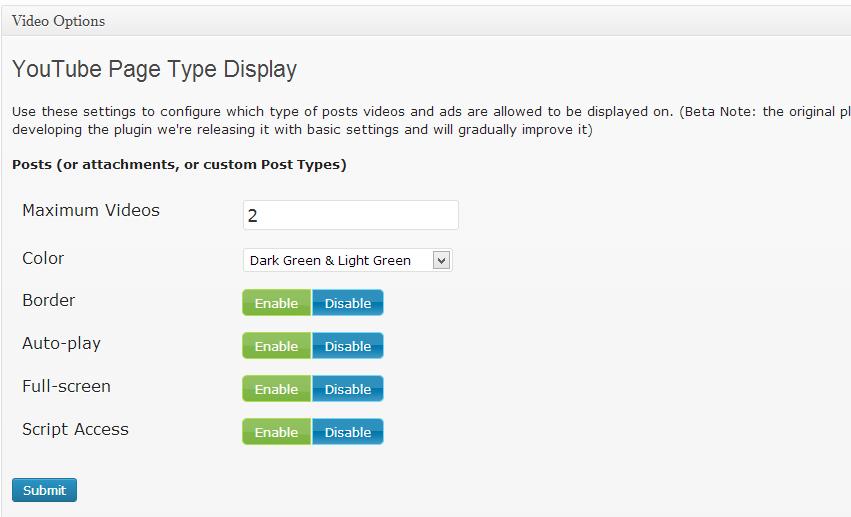 Video Options
YouTube Page Type Display
Use these settings to configure which type of posts videos and ads are allowed to be displayed on. (Beta Note: the original
developing the plugin we're releasing it with basic settings and will gradually improve it)
Posts (or attachments, or custom Post Types)
Maximum Videos 2
Color Dark Green & Light Green
Border Enable Disable
Auto-play Enable Disable
Full-screen Enable Disable
Script Access Enable Disable
Submit